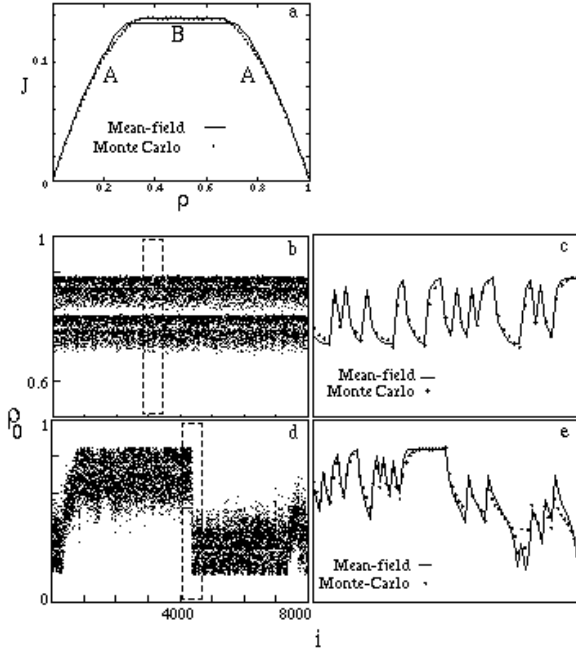 a
0.1
J
A
B
A
Mean-field
Monte Carlo
0
0.2
0.4
0.6
0.8
1
ρ
1
b
c
0.6
Mean-field
Monte Carlo
ρ
0
1
d
e
Mean-field
Monte-Carlo
0
4000
8000
i